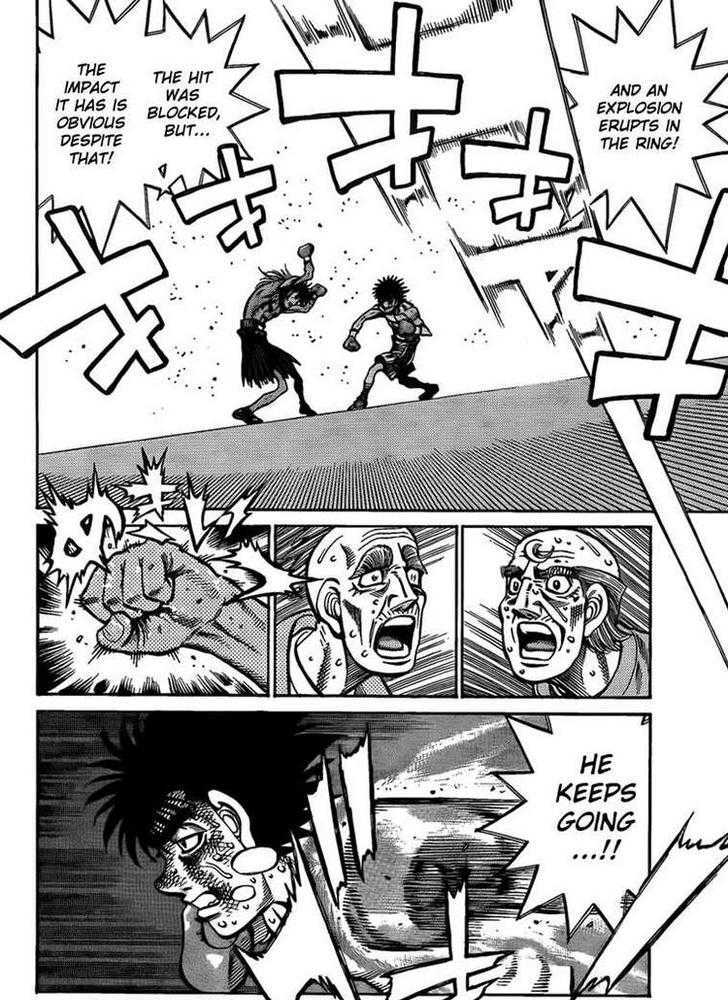 AND AN
EXPLOSION
ERUPTS IN
THE RING!
THE HIT
WAS
BLOCKED,
BUT...
THE
IMPACT
IT HAS IS
OBVIOUS
DESPITE
THAT!
HE
KEEPS
GOING
....!!